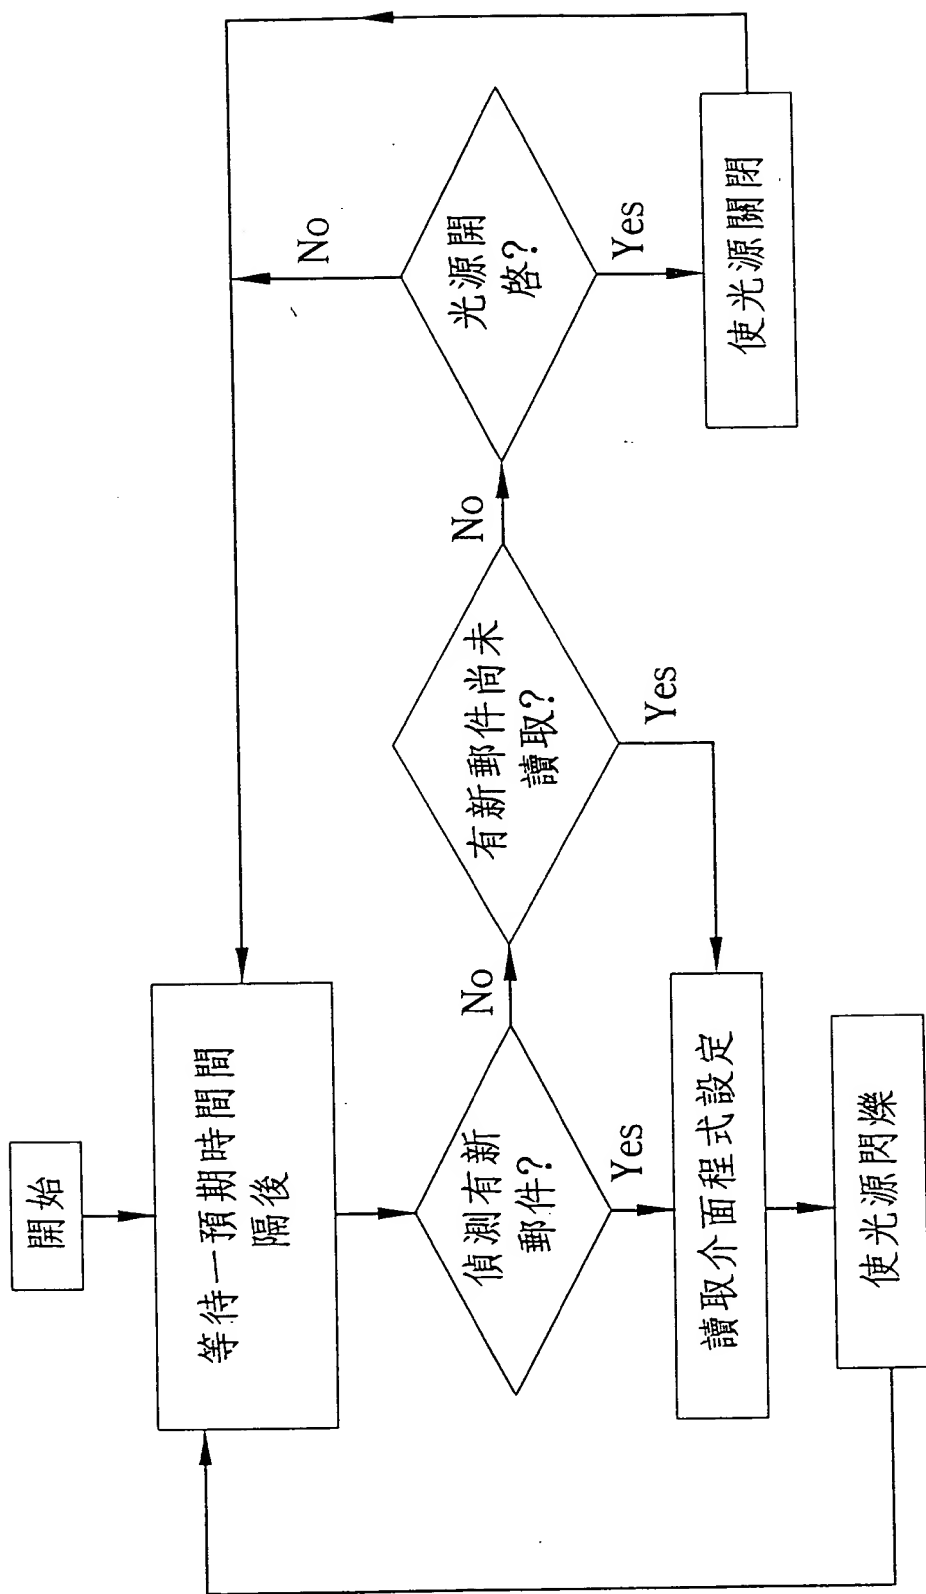 開始
等待一預期時間間
隔後
偵測有新
郵件?
No
有新郵件尚未
讀取?
No
光源開
啓?
No
Yes
Yes
Yes
讀取介面程式設定
使光源關閉
使光源閃爍